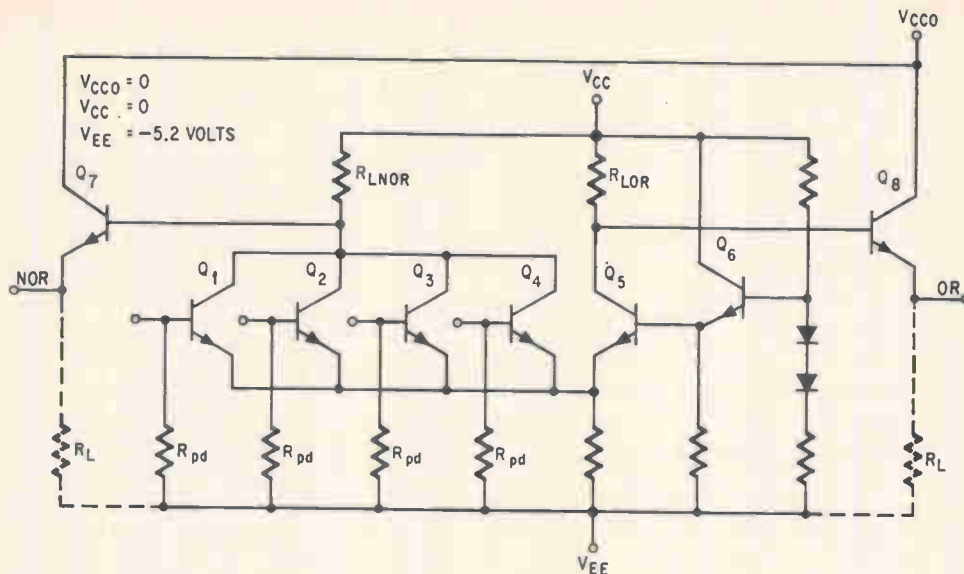 VCCO
VCCO = 0
VCC = 0
VEE = -5.2 VOLTS
VCC
Q7
RLNOR
RLOR
Q8
Q1
Q2
Q3
Q4
Q5
Q6
NOR
OR
RL
Rpd
Rpd
Rpd
Rpd
RL
VEE